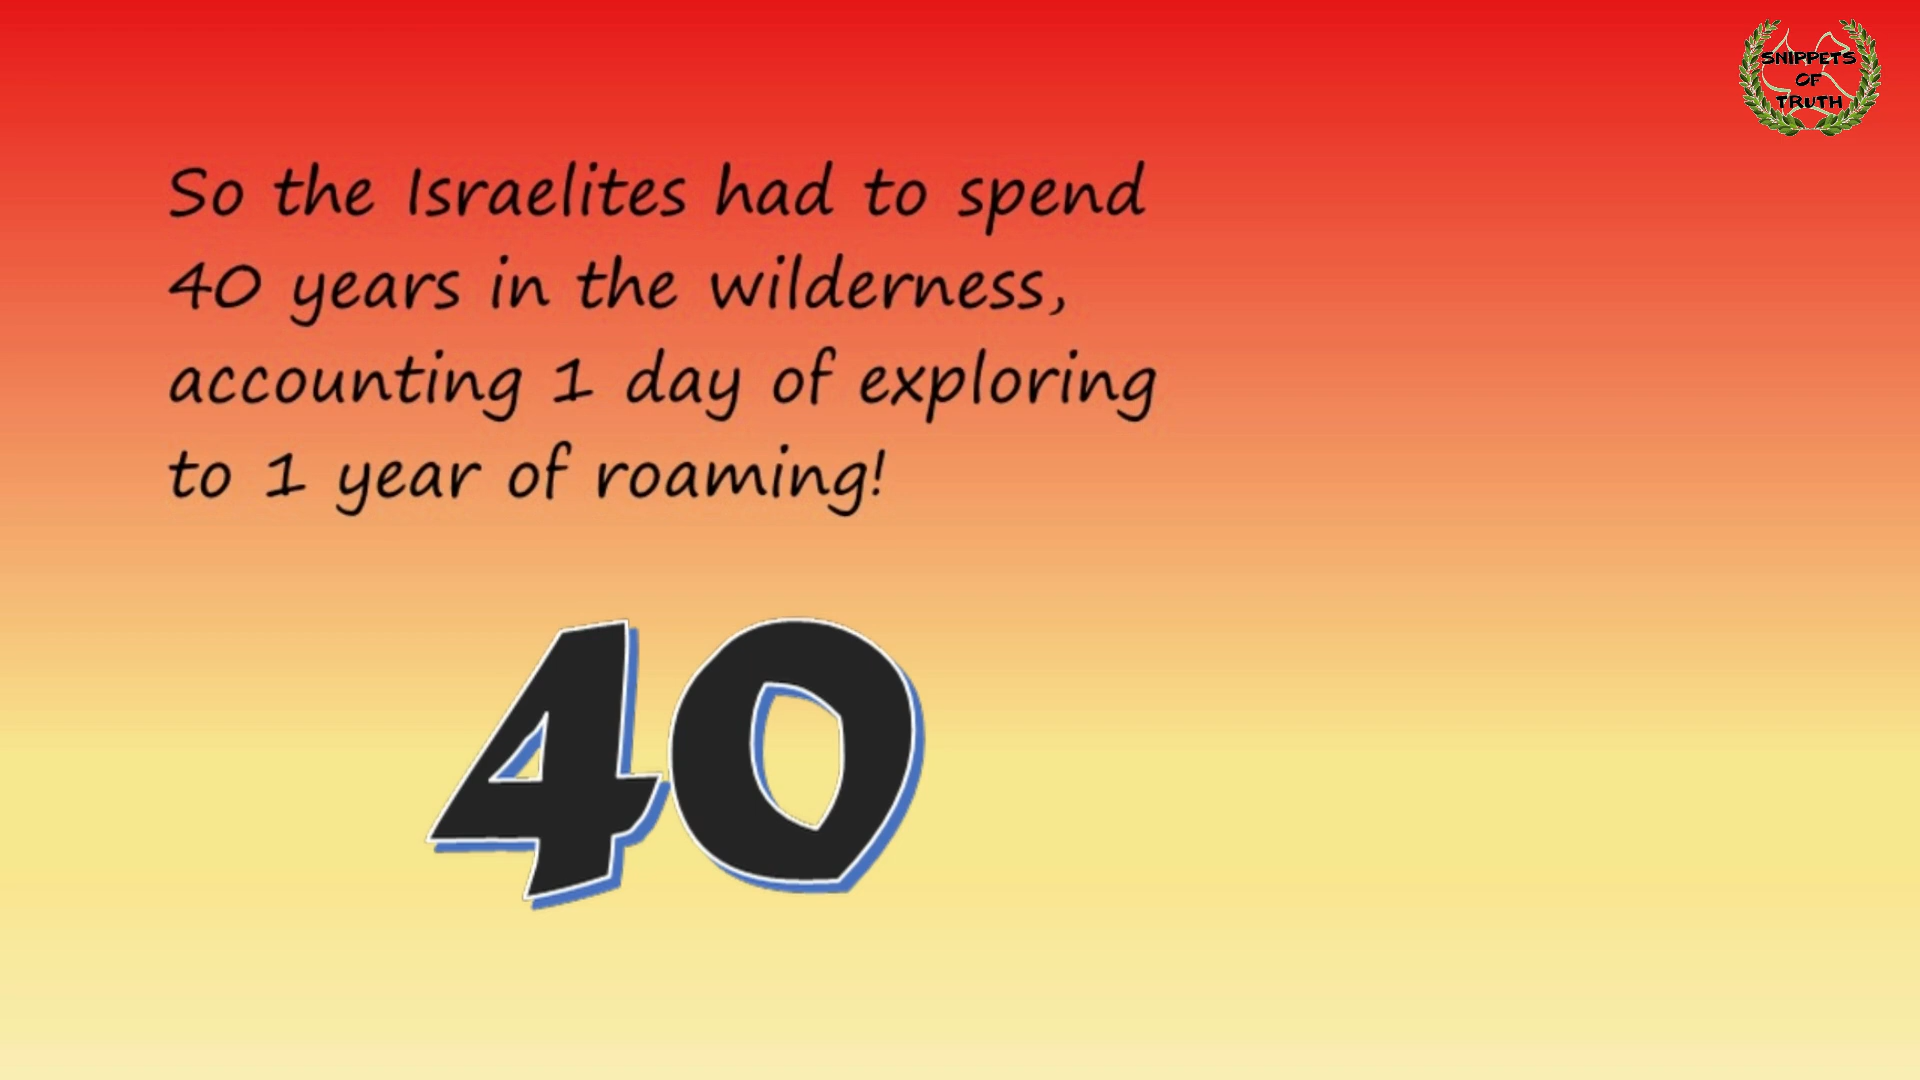 SNIPPETS
OF
TRUTH
So the Israelites had to spend
40 years in the wilderness,
accounting 1 day of exploring
to 1 year of roaming!
40